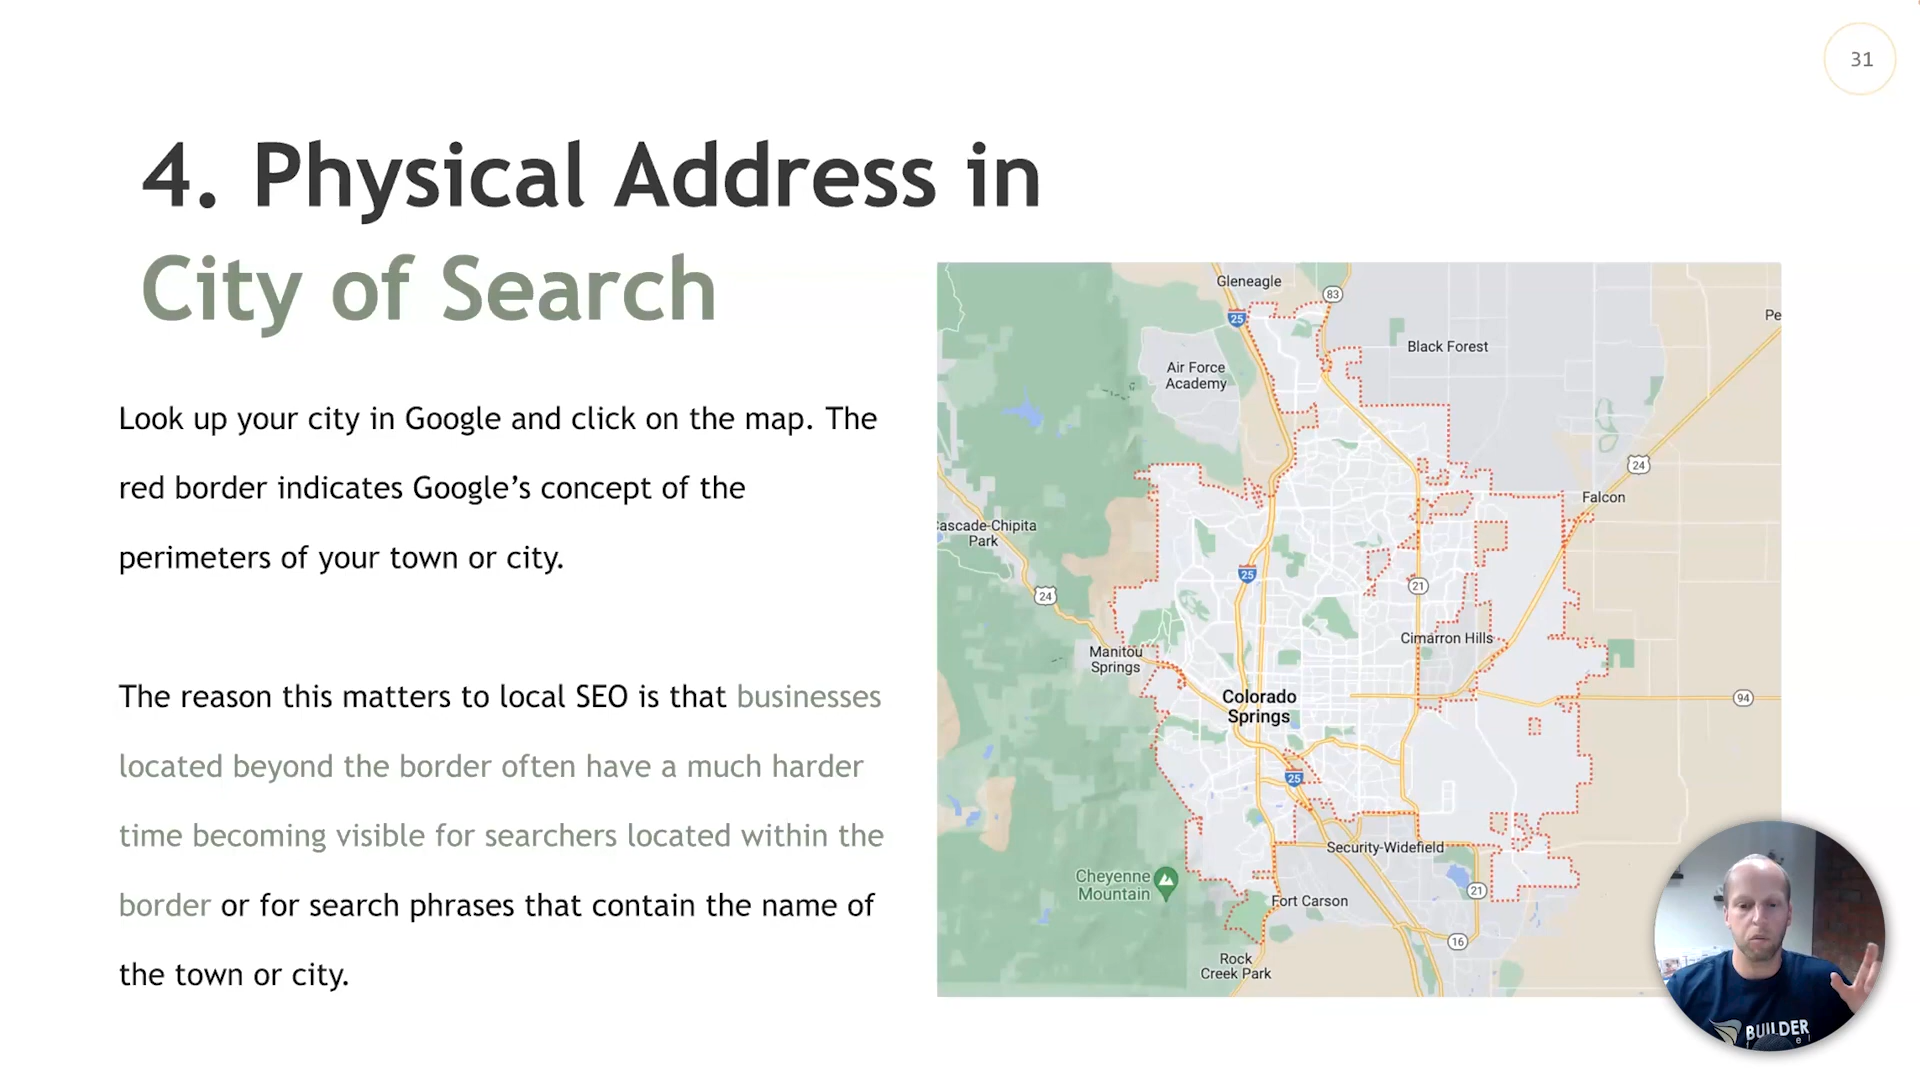 31
4. Physical Address in
City of Search
Look up your city in Google and click on the map. The
red border indicates Google’s concept of the
perimeters of your town or city.
The reason this matters to local SEO is that businesses
located beyond the border often have a much harder
time becoming visible for searchers located within the
border or for search phrases that contain the name of
the town or city.
Gleneagle
83
25
Pe
Black Forest
Air Force
Academy
24
Falcon
ascade-Chipita
Park
25
21
24
Cimarron Hills
Manitou
Springs
Colorado
Springs
94
25
Security-Widefield
Cheyenne
Mountain
21
Fort Carson
16
Rock
Creek Park
BUILDER